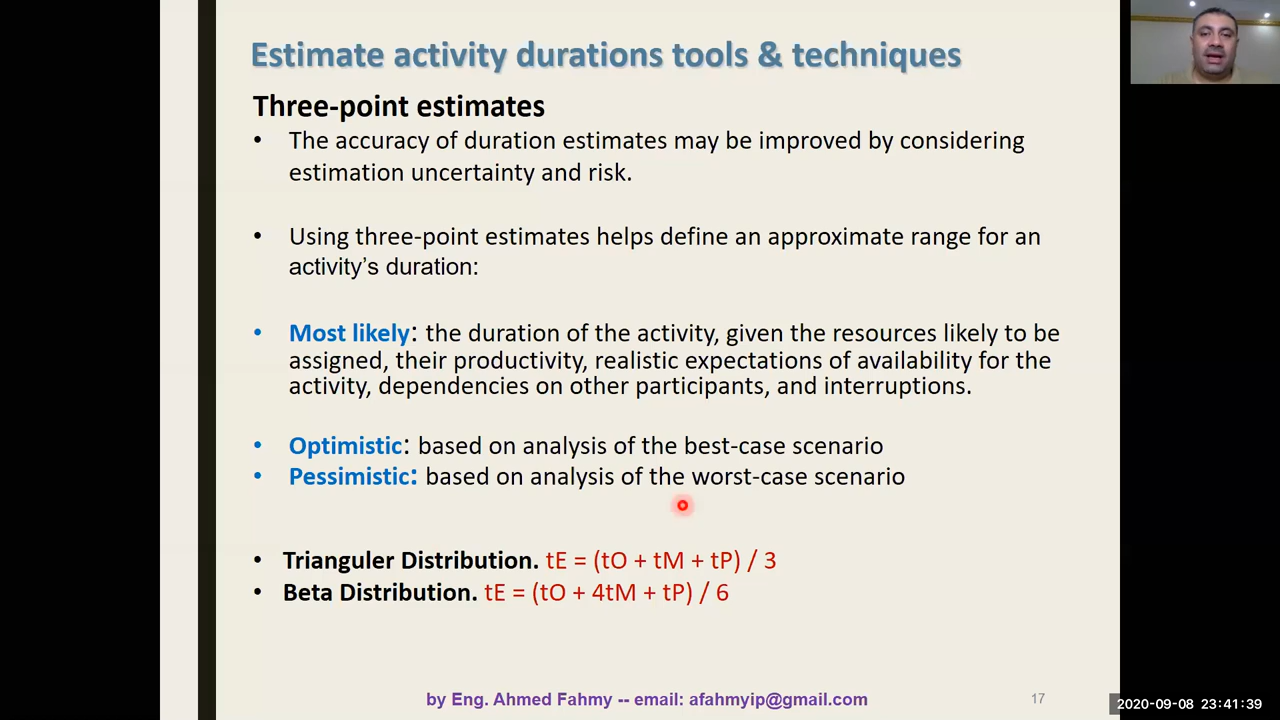 Estimate activity durations tools & techniques
Three-point estimates
• The accuracy of duration estimates may be improved by considering
estimation uncertainty and risk.
• Using three-point estimates helps define an approximate range for an
activity’s duration:
• Most likely: the duration of the activity, given the resources likely to be
assigned, their productivity, realistic expectations of availability for the
activity, dependencies on other participants, and interruptions.
• Optimistic: based on analysis of the best-case scenario
• Pessimistic: based on analysis of the worst-case scenario
• Trianguler Distribution. tE = (tO + tM + tP) / 3
• Beta Distribution. tE = (tO + 4tM + tP) / 6
by Eng. Ahmed Fahmy -- email: afahmyip@gmail.com
17
2020-09-08 23:41:39